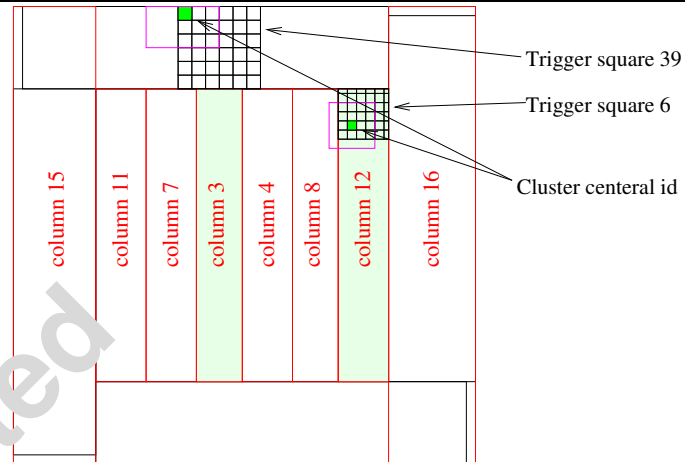 Trigger square 39
Trigger square 6
Cluster centeral id
column 15
column 11
column 7
column 3
column 4
column 8
column 12
column 16
ted